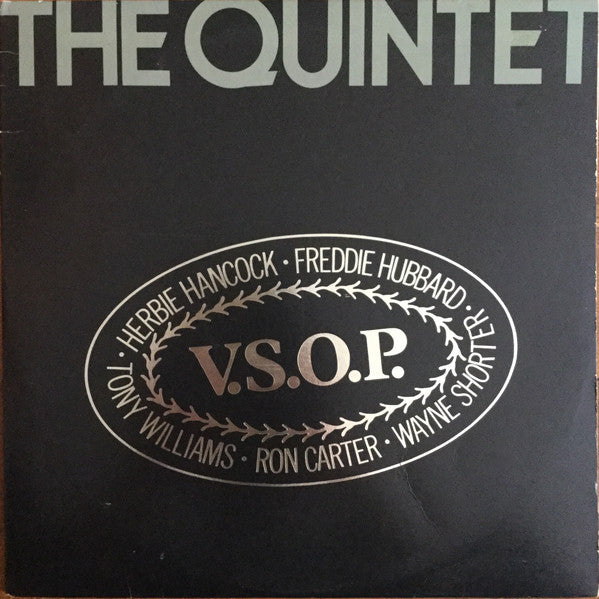 THE QUINTET
HERBIE HANCOCK · FREDDIE HUBBARD ·
V.S.O.P.
TONY WILLIAMS · RON CARTER · WAYNE SHORTER ·